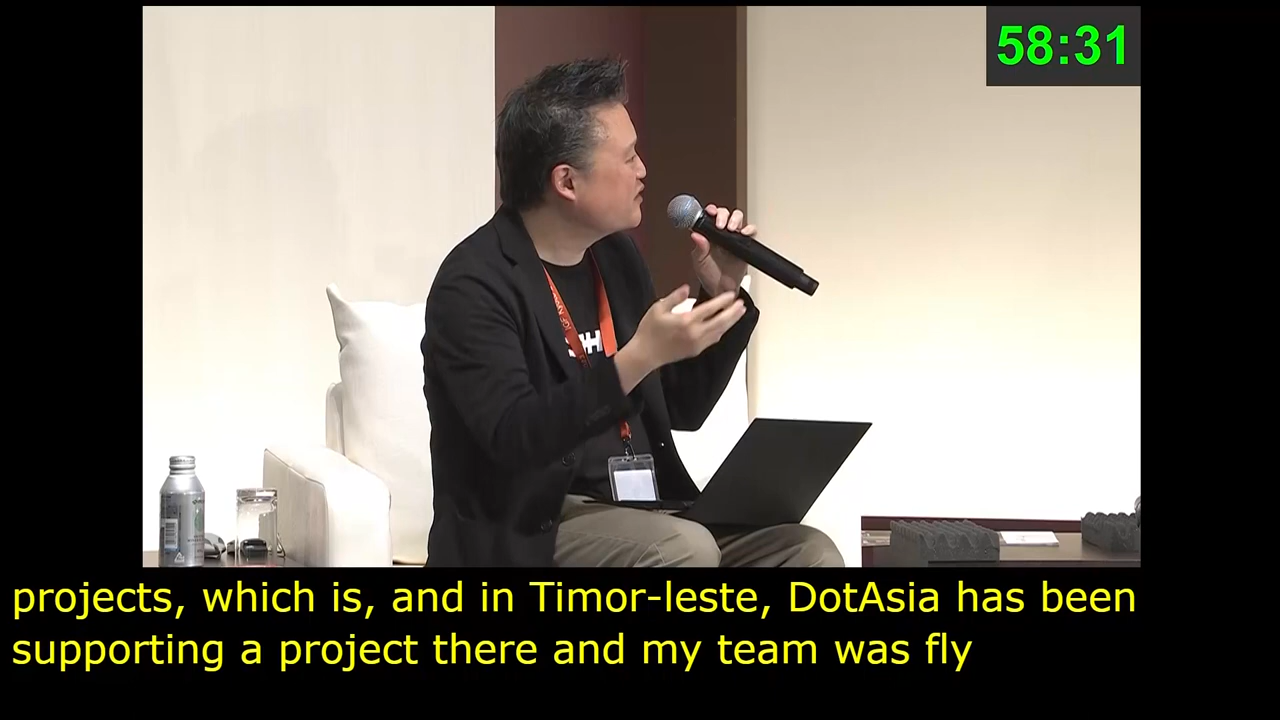 58:31
projects, which is, and in Timor-leste, DotAsia has been
supporting a project there and my team was fly